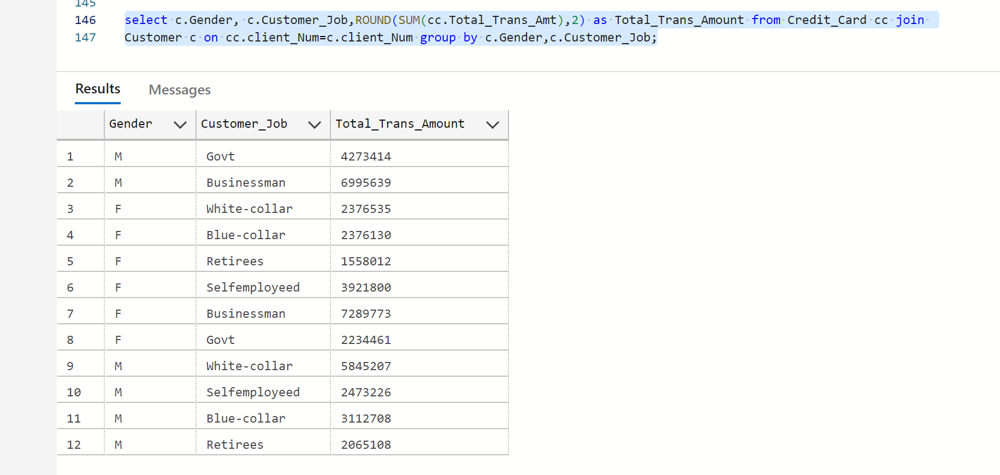 145
146 select c.Gender, c.Customer_Job,ROUND(SUM(cc.Total_Trans_Amt),2) as Total_Trans_Amount from Credit_Card cc join
147 Customer c on cc.client_Num=c.client_Num group by c.Gender,c.Customer_Job;
Results Messages
Gender Customer_Job Total_Trans_Amount
1 M Govt 4273414
2 M Businessman 6995639
3 F White-collar 2376535
4 F Blue-collar 2376130
5 F Retirees 1558012
6 F Selfemployeed 3921800
7 F Businessman 7289773
8 F Govt 2234461
9 M White-collar 5845207
10 M Selfemployeed 2473226
11 M Blue-collar 3112708
12 M Retirees 2065108